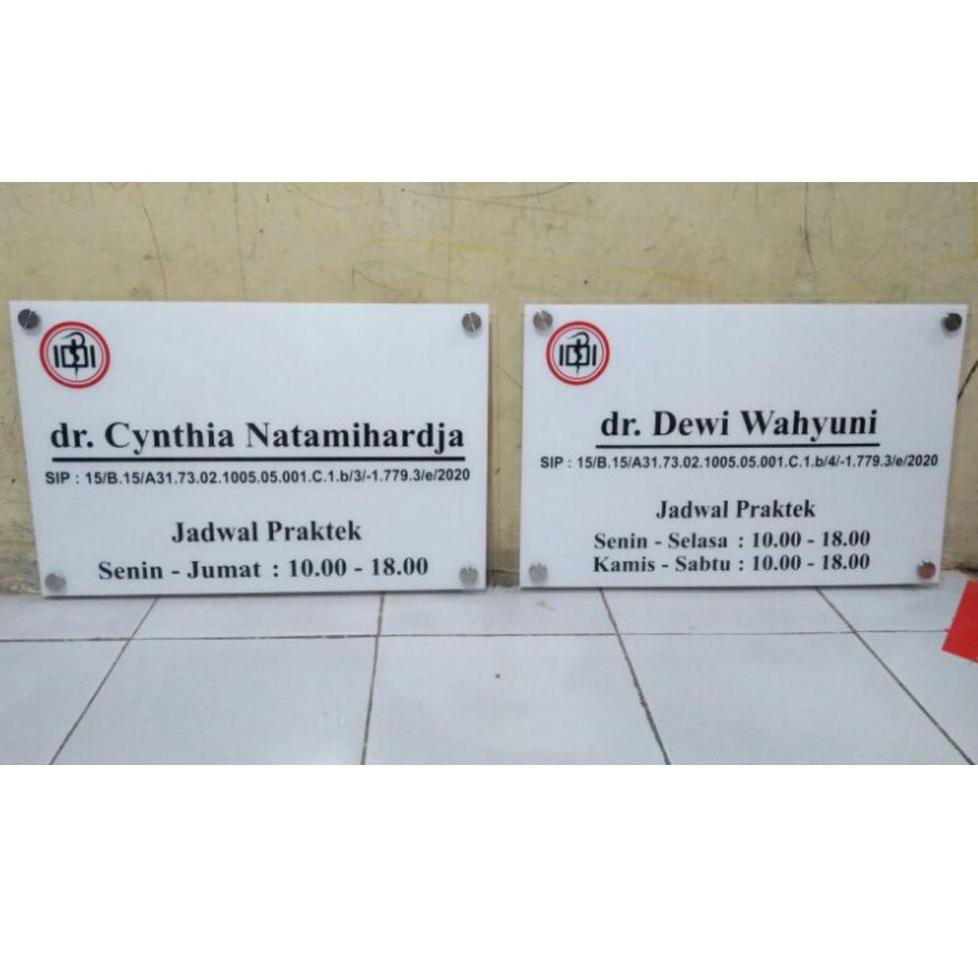 IDI
dr. Cynthia Natamihardja
SIP : 15/B.15/A31.73.02.1005.05.001.C.1.b/3/-1.779.3/e/2020
Jadwal Praktek
Senin - Jumat : 10.00 - 18.00
IDI
dr. Dewi Wahyuni
SIP : 15/B.15/A31.73.02.1005.05.001.C.1.b/4/-1.779.3/e/2020
Jadwal Praktek
Senin - Selasa : 10.00 - 18.00
Kamis - Sabtu : 10.00 - 18.00